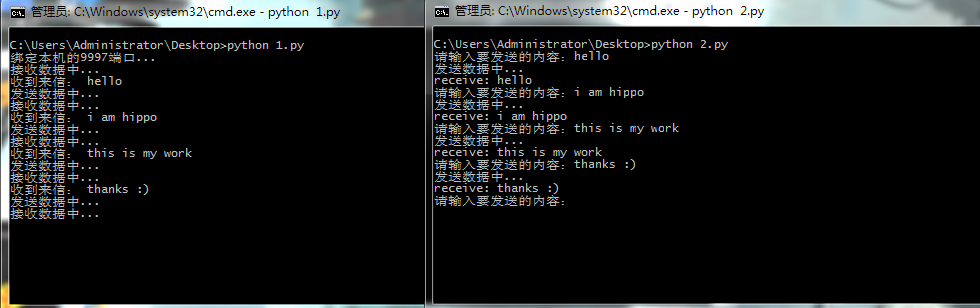 管理员: C:\Windows\system32\cmd.exe - python  1.py
C:\Users\Administrator\Desktop>python 1.py
绑定本机的9997端口...
接收数据中...
收到来信： hello
发送数据中...
接收数据中...
收到来信： i am hippo
发送数据中...
接收数据中...
收到来信： this is my work
发送数据中...
接收数据中...
收到来信： thanks :)
发送数据中...
接收数据中...
管理员: C:\Windows\system32\cmd.exe - python  2.py
C:\Users\Administrator\Desktop>python 2.py
请输入要发送的内容：hello
发送数据中...
receive: hello
请输入要发送的内容：i am hippo
发送数据中...
receive: i am hippo
请输入要发送的内容：this is my work
发送数据中...
receive: this is my work
请输入要发送的内容：thanks :)
发送数据中...
receive: thanks :)
请输入要发送的内容：